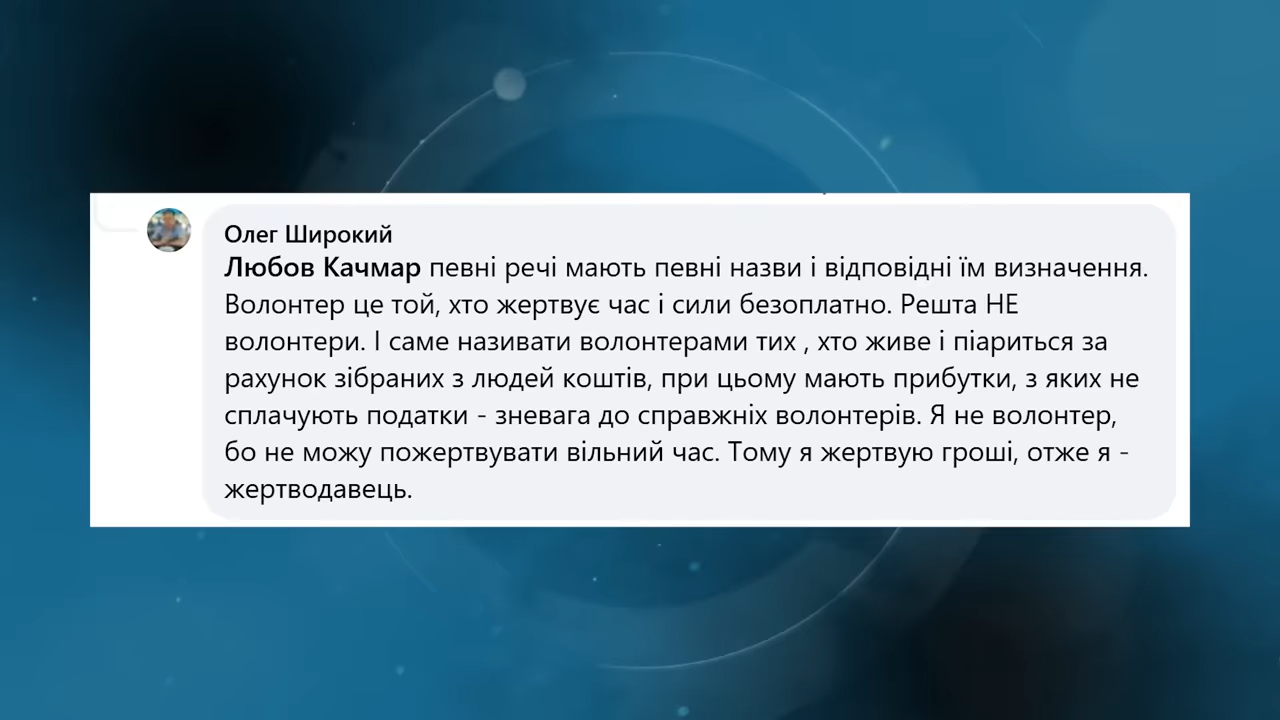 Олег Широкий
Любов Качмар певні речі мають певні назви і відповідні їм визначення.
Волонтер це той, хто жертвує час і сили безоплатно. Решта НЕ
волонтери. І саме називати волонтерами тих , хто живе і піариться за
рахунок зібраних з людей коштів, при цьому мають прибутки, з яких не
сплачують податки - зневага до справжніх волонтерів. Я не волонтер,
бо не можу пожертвувати вільний час. Тому я жертвую гроші, отже я -
жертводавець.